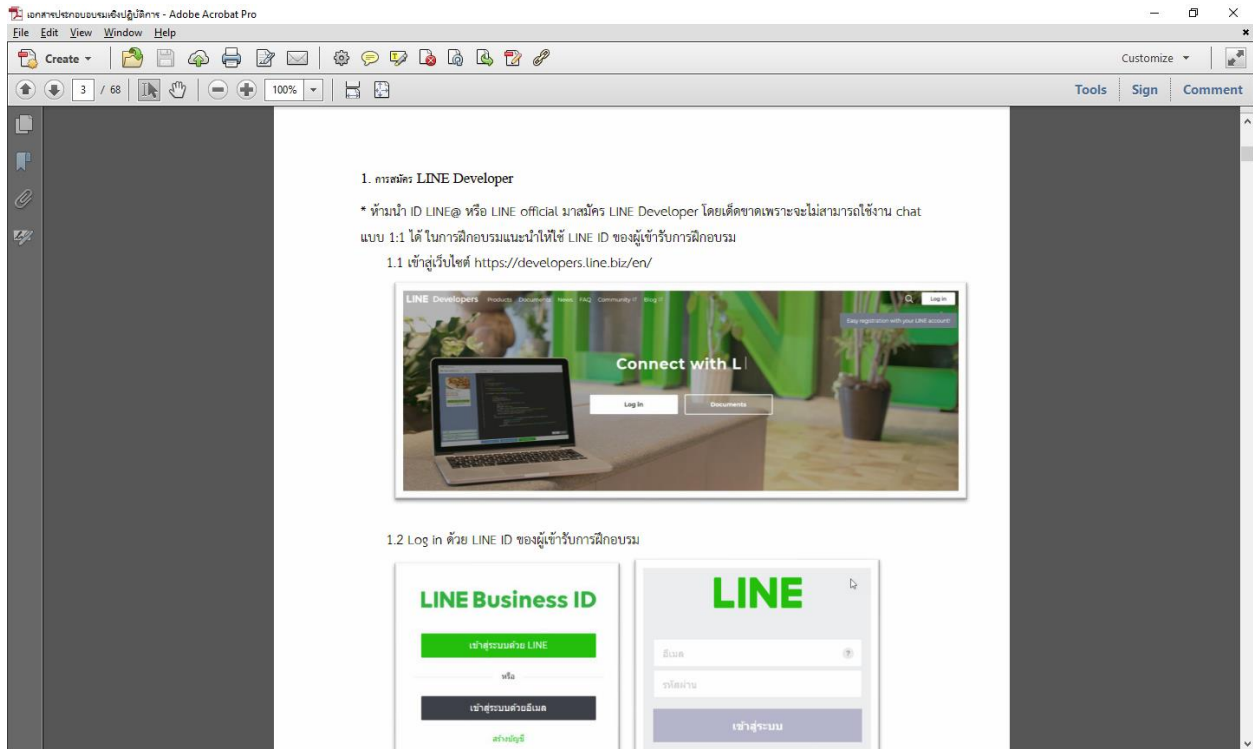 เอกสารประกอบอบรมเชิงปฏิบัติการ - Adobe Acrobat Pro
File Edit View Window Help
Create
Customize
3 / 68
100%
Tools Sign Comment
1. การสมัคร LINE Developer
* ห้ามนำ ID LINE@ หรือ LINE official มาสมัคร LINE Developer โดยเด็ดขาดเพราะจะไม่สามารถใช้งาน chat
แบบ 1:1 ได้ ในการฝึกอบรมแนะนำให้ใช้ LINE ID ของผู้เข้ารับการฝึกอบรม
1.1 เข้าสู่เว็บไซต์ https://developers.line.biz/en/
LINE Developers Products Documents News FAQ Community Blog
Log in
Easy registration with your LINE account!
Connect with L
Log in Documents
1.2 Log in ด้วย LINE ID ของผู้เข้ารับการฝึกอบรม
LINE Business ID
เข้าสู่ระบบด้วย LINE
หรือ
เข้าสู่ระบบด้วยอีเมล
สร้างบัญชี
LINE
อีเมล
?
รหัสผ่าน
เข้าสู่ระบบ